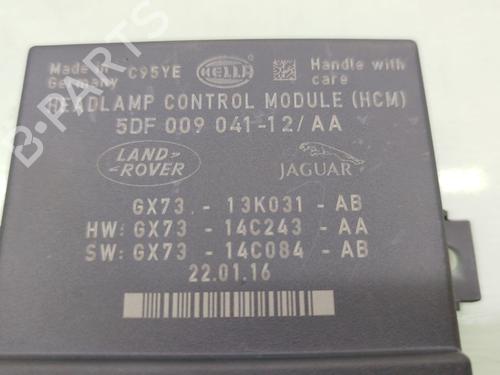 Made in C95YE HELLA Handle with
Germany care
HEADLAMP CONTROL MODULE (HCM)
5DF 009 041-12/AA
LAND ROVER JAGUAR
GX73 - 13K031 - AB
HW: GX73 - 14C243 - AA
SW: GX73 - 14C084 - AB
22.01.16
B-PARTS